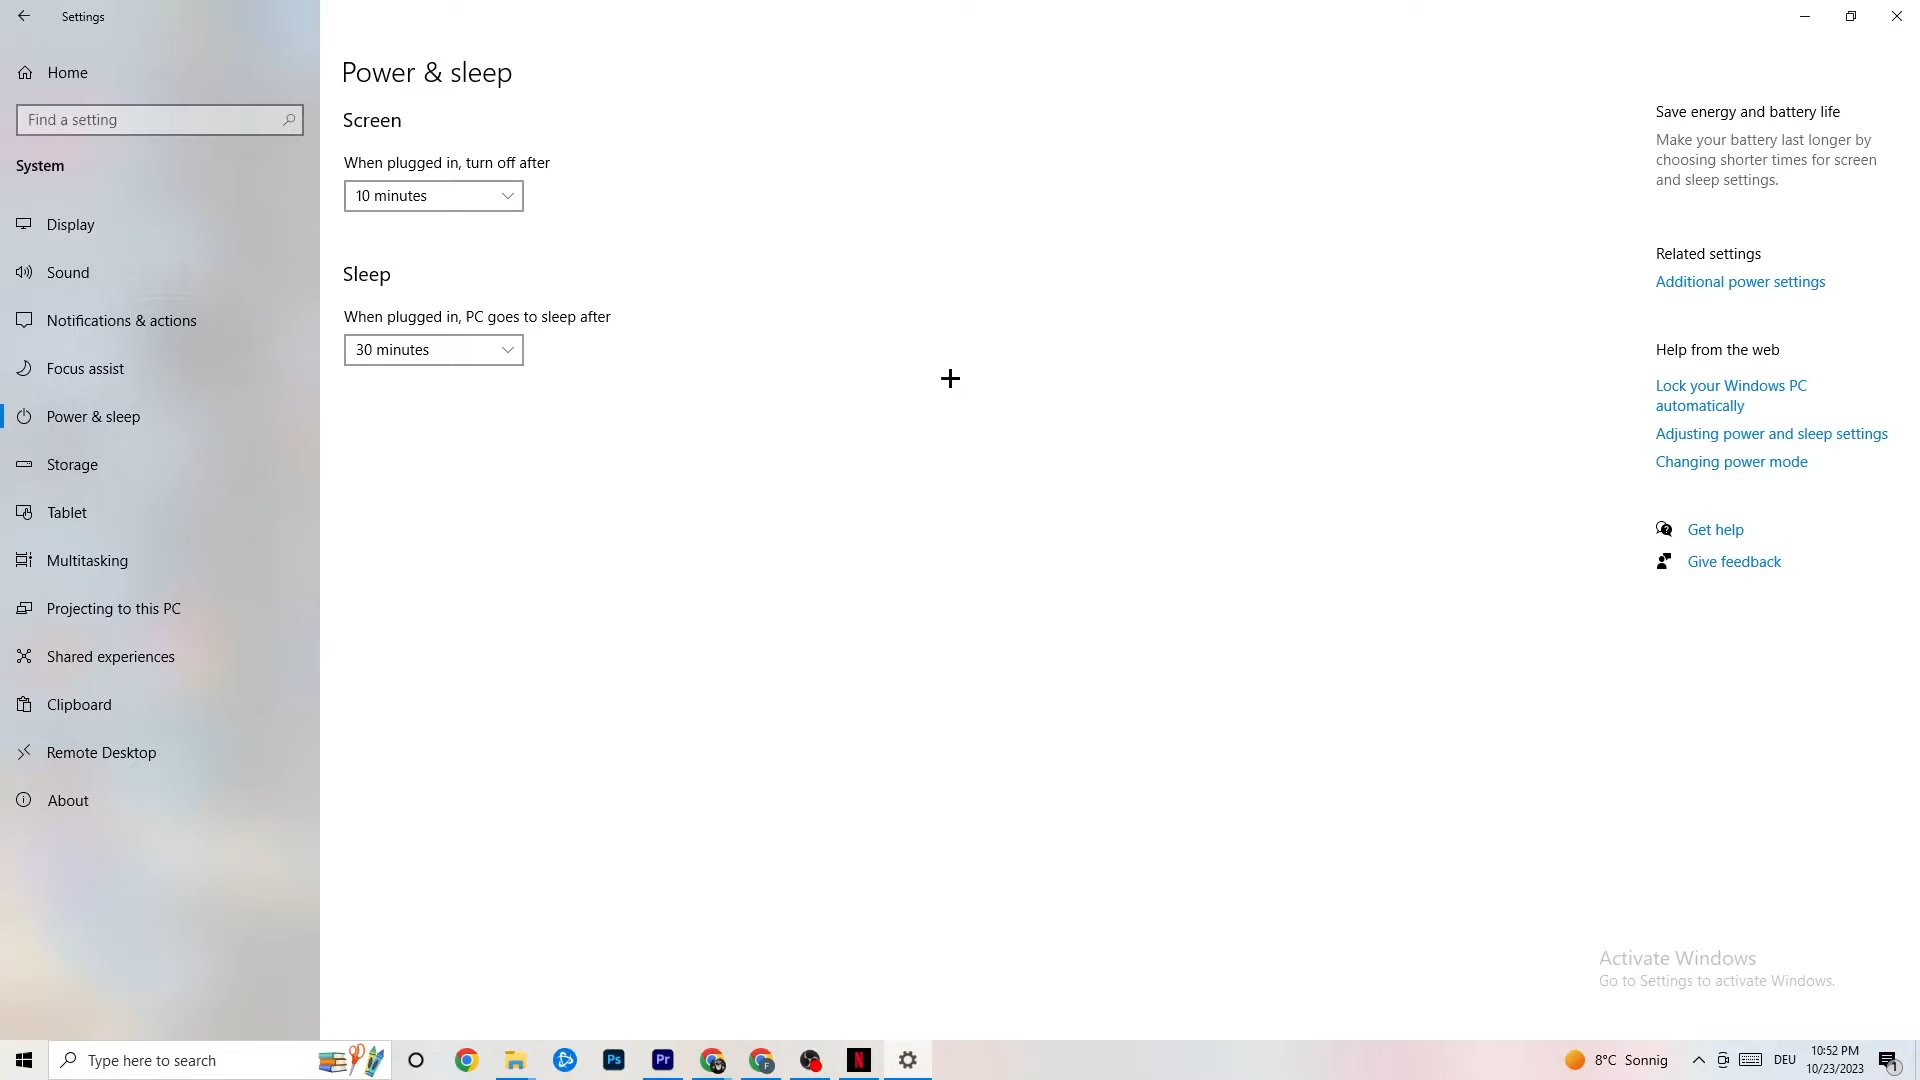 Settings
Home
Find a setting
System
Display
Sound
Notifications & actions
Focus assist
Power & sleep
Storage
Tablet
Multitasking
Projecting to this PC
Shared experiences
Clipboard
Remote Desktop
About
Power & sleep
Screen
When plugged in, turn off after
10 minutes
Sleep
When plugged in, PC goes to sleep after
30 minutes
Save energy and battery life
Make your battery last longer by
choosing shorter times for screen
and sleep settings.
Related settings
Additional power settings
Help from the web
Lock your Windows PC
automatically
Adjusting power and sleep settings
Changing power mode
Get help
Give feedback
Activate Windows
Go to Settings to activate Windows.
Type here to search
Ps
Pr
F
N
8°C Sonnig
DEU
10:52 PM
10/23/2023
1